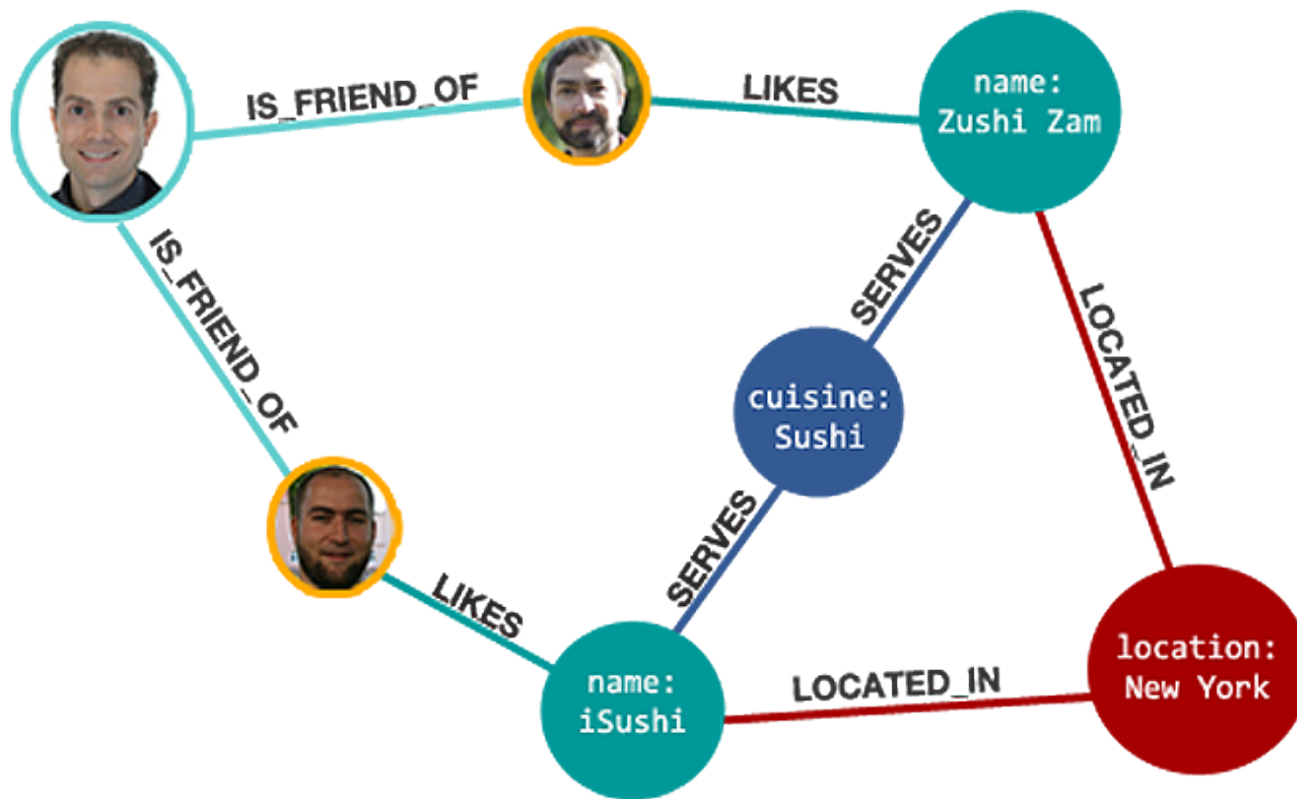 IS_FRIEND_OF
LIKES
name:
Zushi Zam
IS_FRIEND_OF
SERVES
LOCATED_IN
cuisine:
Sushi
SERVES
LIKES
name:
iSushi
LOCATED_IN
location:
New York